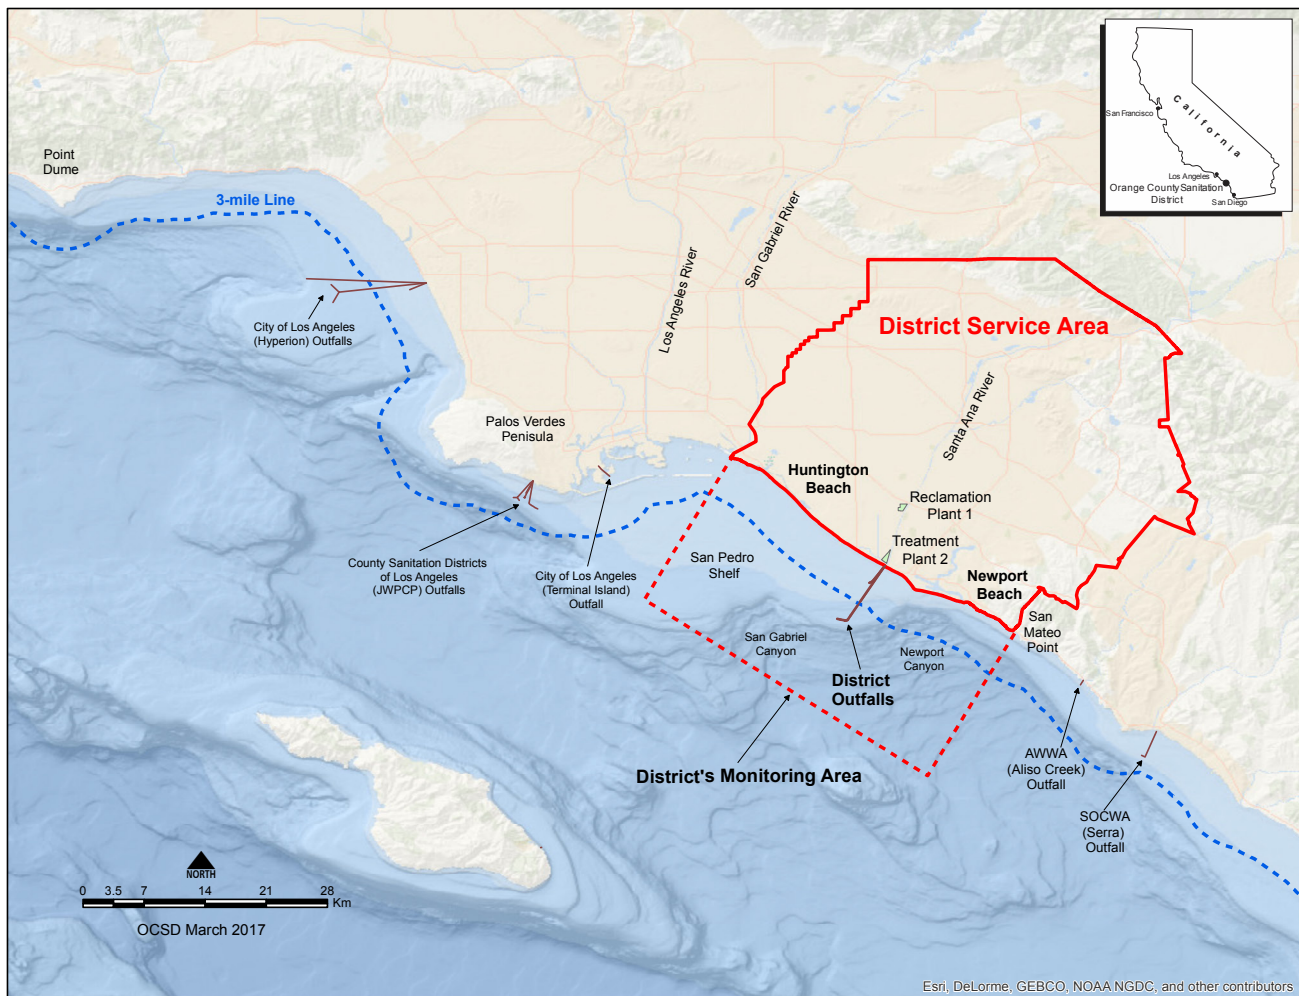 Point
Dume
3-mile Line
City of Los Angeles
(Hyperion) Outfalls
Los Angeles River
San Gabriel River
San Francisco
California
Los Angeles
Orange County Sanitation
District
San Diego
District Service Area
Santa Ana River
Palos Verdes
Penisula
Huntington
Beach
Reclamation
Plant 1
Treatment
Plant 2
County Sanitation Districts
of Los Angeles
(JWPCP) Outfalls
City of Los Angeles
(Terminal Island)
Outfall
San Pedro
Shelf
Newport
Beach
San
Mateo
Point
San Gabriel
Canyon
Newport
Canyon
District
Outfalls
District's Monitoring Area
AWWA
(Aliso Creek)
Outfall
SOCWA
(Serra)
Outfall
NORTH
0 3.5 7 14 21 28
Km
OCSD March 2017
Esri, DeLorme, GEBCO, NOAA NGDC, and other contributors